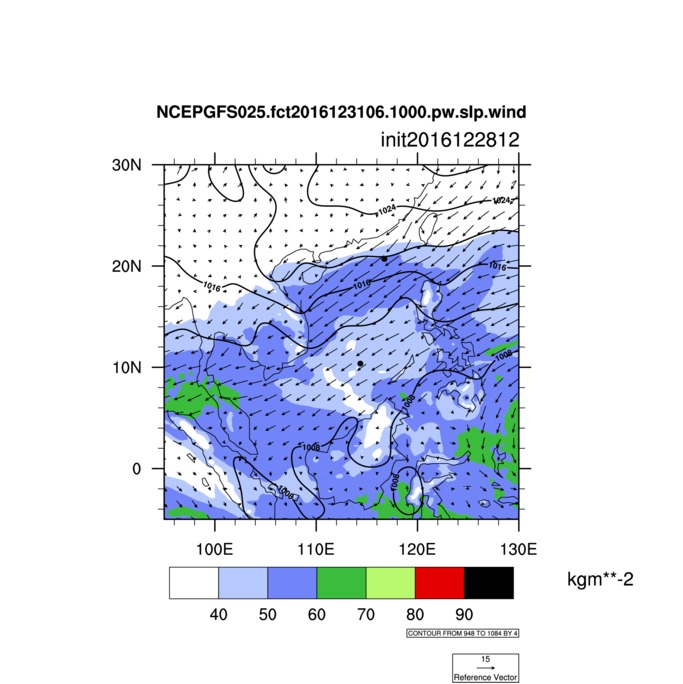 NCEPGFS025.fct2016123106.1000.pw.slp.wind
init2016122812
30N
1024
1024
20N
1016
1016
1016
10N
1008
1008
1008
0
1008
1008
100E 110E 120E 130E
kgm**-2
40 50 60 70 80 90
CONTOUR FROM 948 TO 1084 BY 4
15
Reference Vector